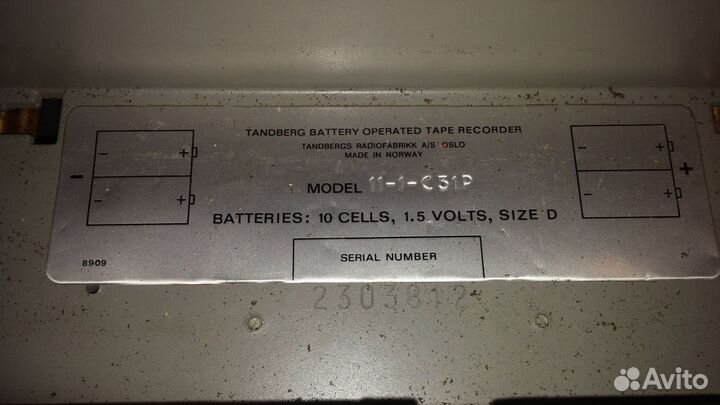 TANDBERG BATTERY OPERATED TAPE RECORDER
TANDBERGS RADIOFABRIKK A/S OSLO
MADE IN NORWAY
MODEL 11-1-C31P
BATTERIES: 10 CELLS, 1.5 VOLTS, SIZE D
SERIAL NUMBER
8909
2303812
Avito